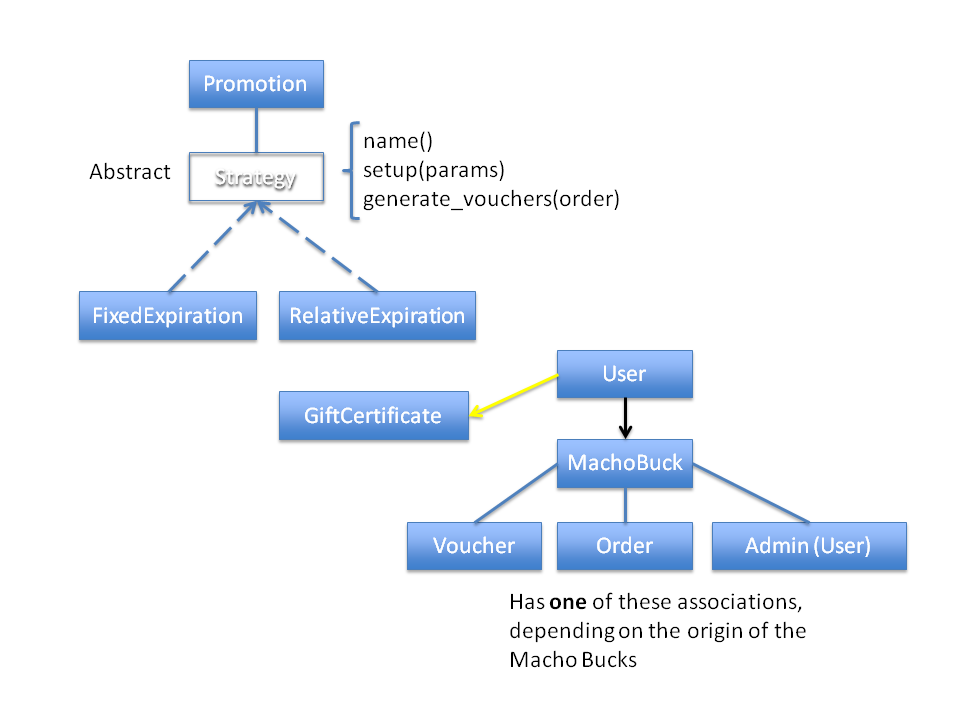 Promotion
Abstract
Strategy
name()
setup(params)
generate_vouchers(order)
FixedExpiration
RelativeExpiration
User
GiftCertificate
MachoBuck
Voucher
Order
Admin (User)
Has one of these associations,
depending on the origin of the
Macho Bucks